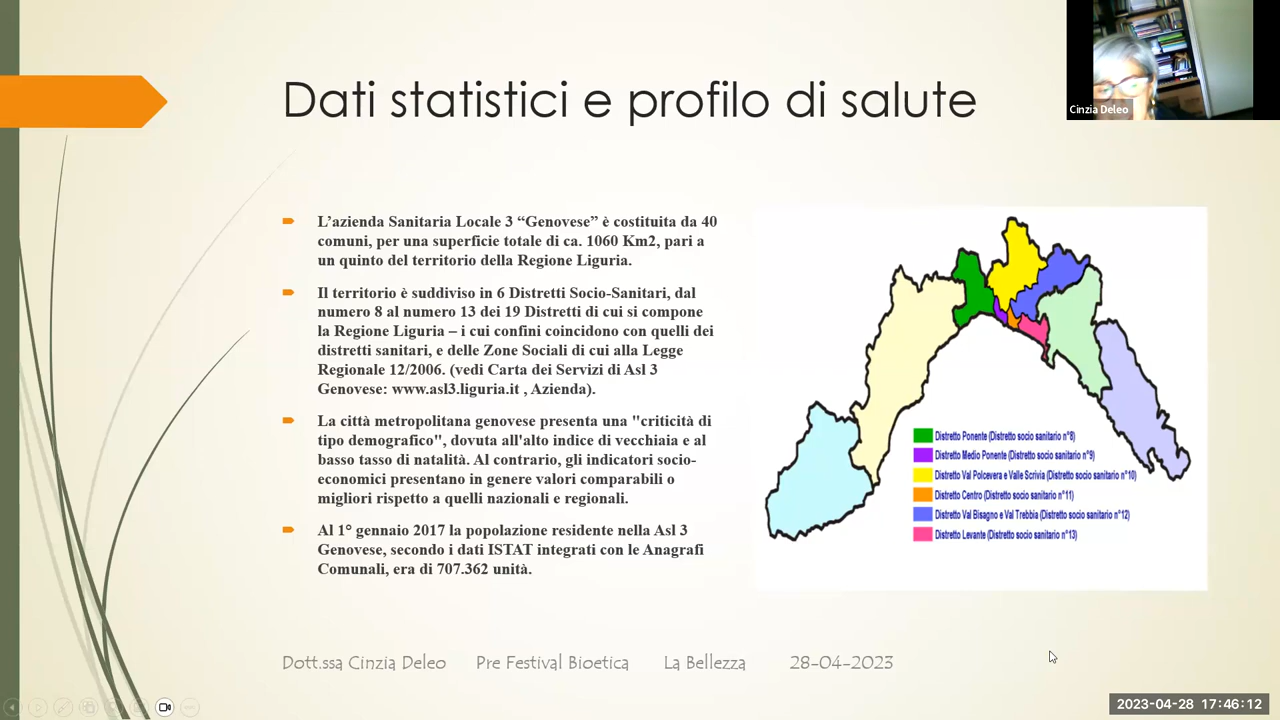 Dati statistici e profilo di salute
Cinzia Deleo
L'azienda Sanitaria Locale 3 “Genovese” è costituita da 40
comuni, per una superficie totale di ca. 1060 Km2, pari a
un quinto del territorio della Regione Liguria.
Il territorio è suddiviso in 6 Distretti Socio-Sanitari, dal
numero 8 al numero 13 dei 19 Distretti di cui si compone
la Regione Liguria – i cui confini coincidono con quelli dei
distretti sanitari, e delle Zone Sociali di cui alla Legge
Regionale 12/2006. (vedi Carta dei Servizi di Asl 3
Genovese: www.asl3.liguria.it , Azienda).
La città metropolitana genovese presenta una "criticità di
tipo demografico", dovuta all'alto indice di vecchiaia e al
basso tasso di natalità. Al contrario, gli indicatori socio-
economici presentano in genere valori comparabili o
migliori rispetto a quelli nazionali e regionali.
Al 1° gennaio 2017 la popolazione residente nella Asl 3
Genovese, secondo i dati ISTAT integrati con le Anagrafi
Comunali, era di 707.362 unità.
Distretto Ponente (Distretto socio sanitario n°8)
Distretto Medio Ponente (Distretto socio sanitario n°9)
Distretto Val Polcevera e Valle Scrivia (Distretto socio sanitario n°10)
Distretto Centro (Distretto socio sanitario n°11)
Distretto Val Bisagno e Val Trebbia (Distretto socio sanitario n°12)
Distretto Levante (Distretto socio sanitario n°13)
Dott.ssa Cinzia Deleo Pre Festival Bioetica La Bellezza 28-04-2023
2023-04-28 17:46:12